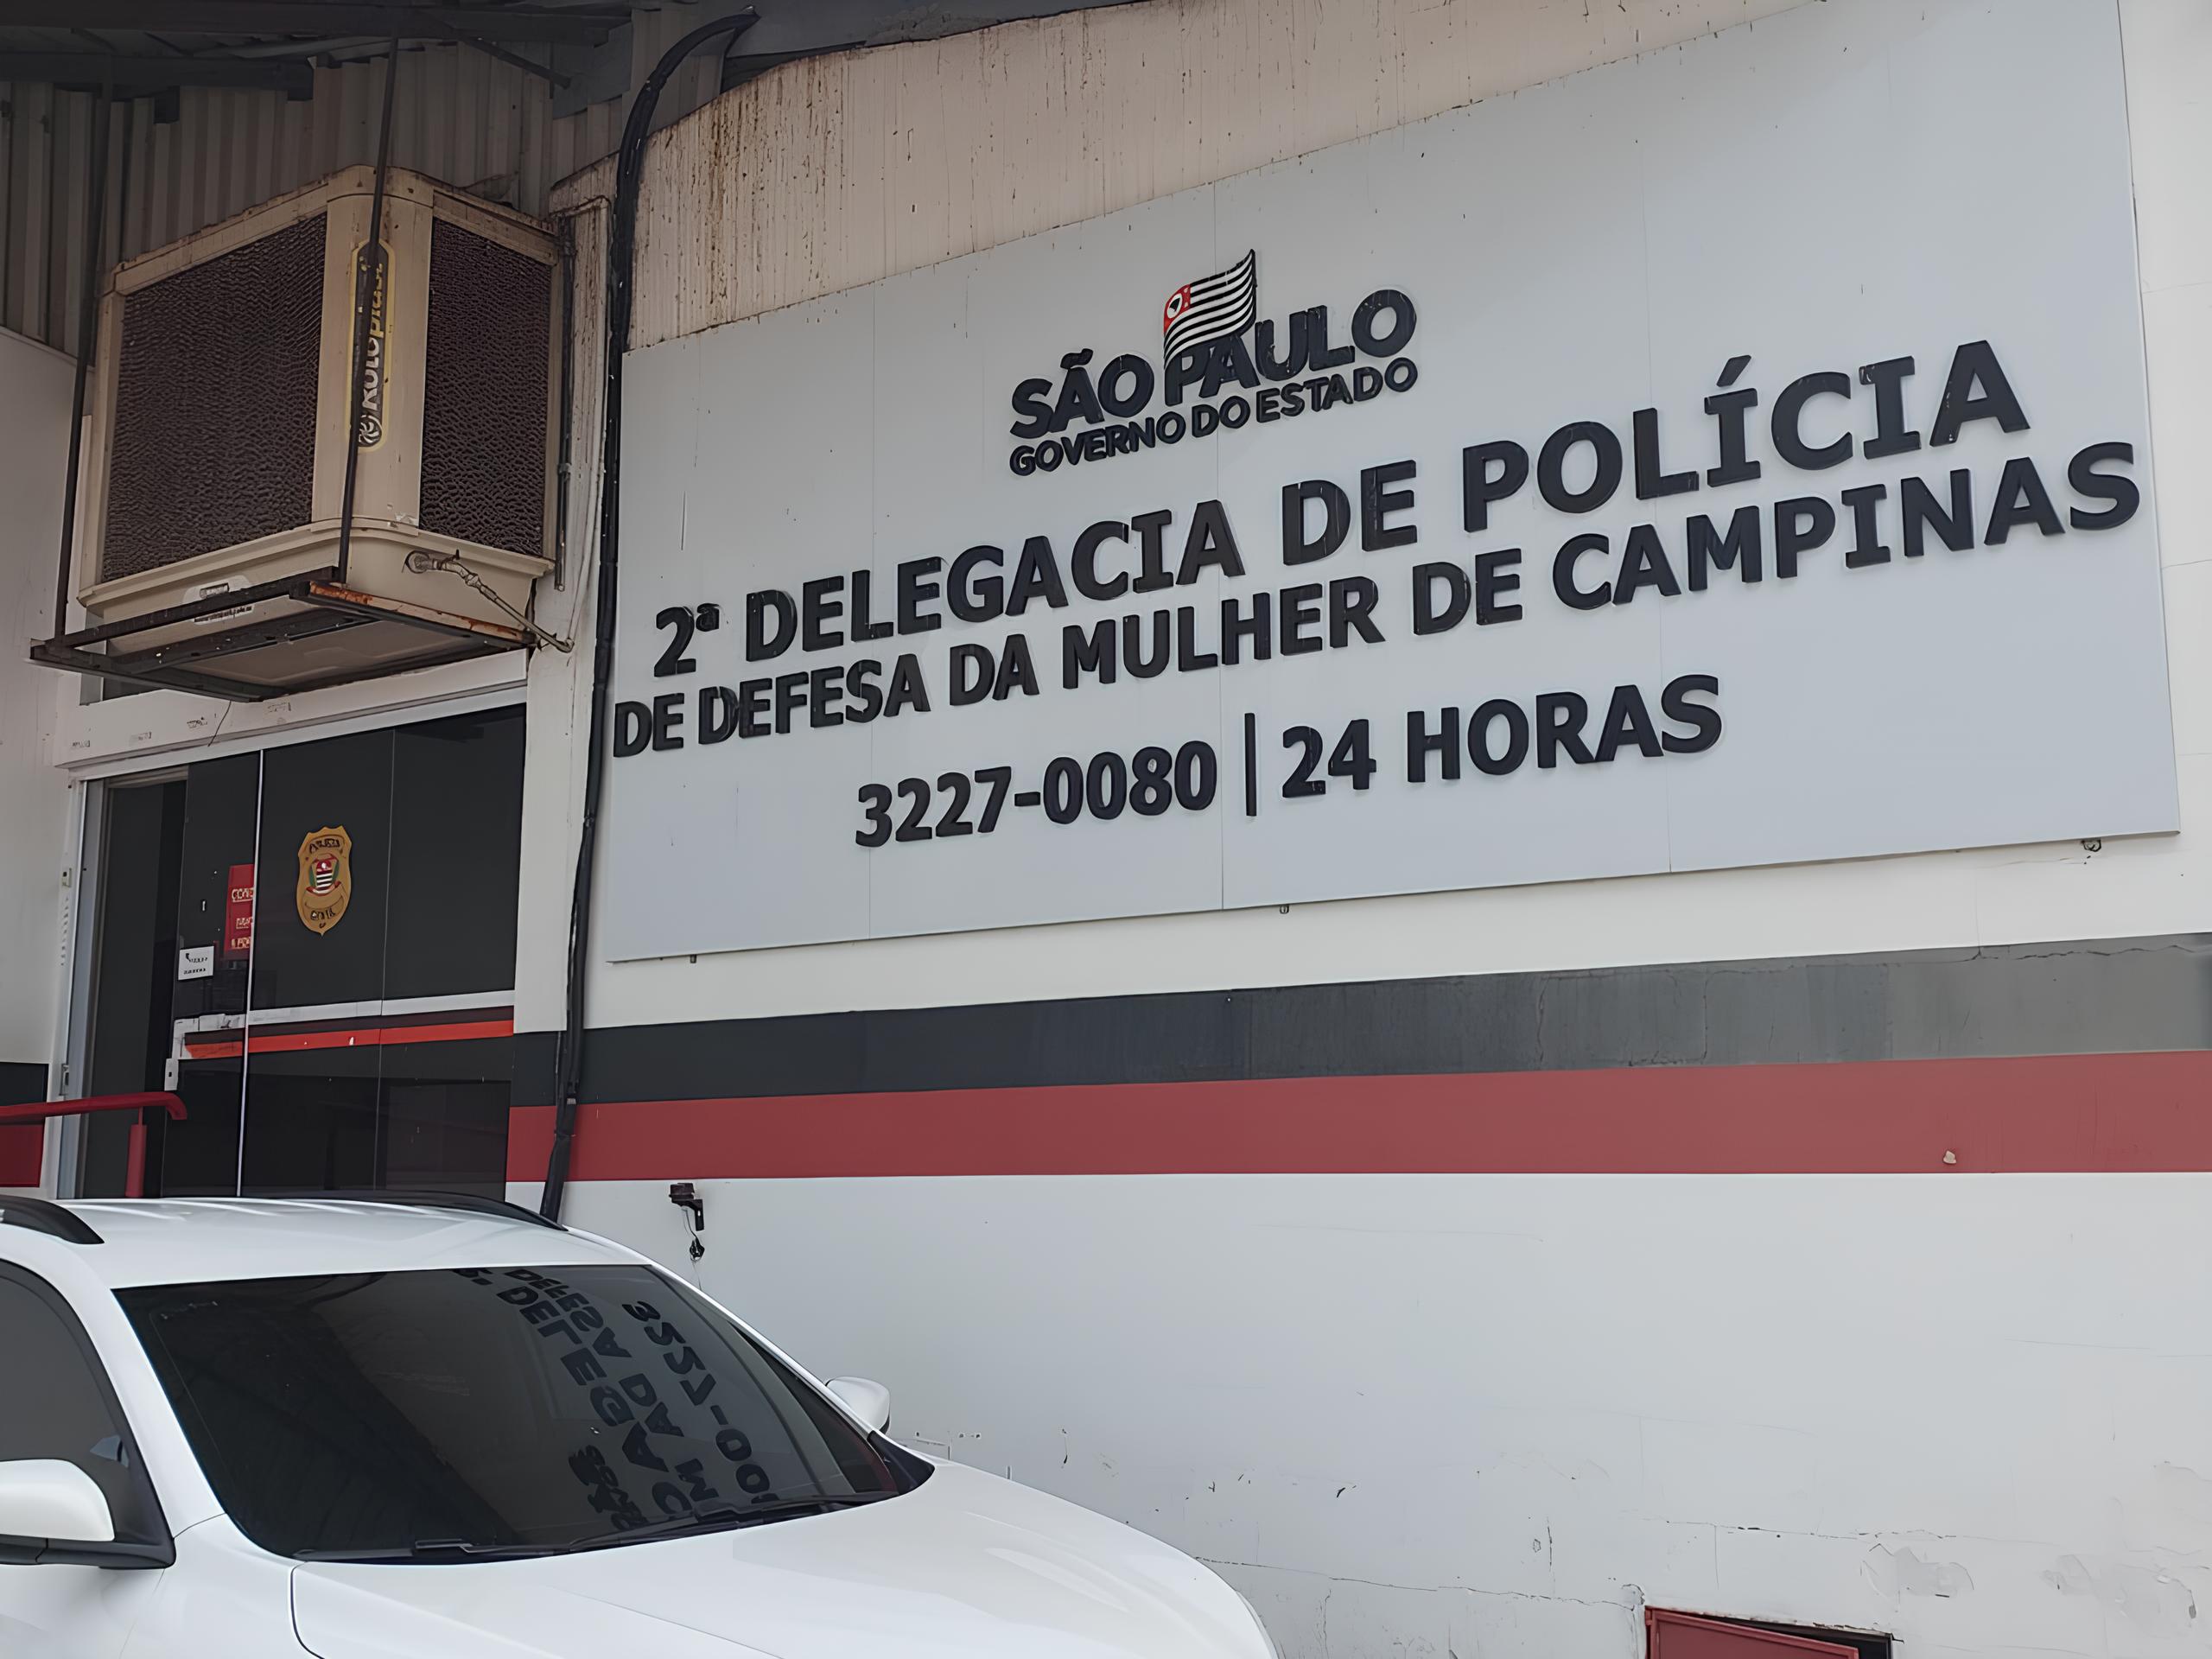 SÃO PAULO
GOVERNO DO ESTADO
2ª DELEGACIA DE POLÍCIA
DE DEFESA DA MULHER DE CAMPINAS
3227-0080 | 24 HORAS
Rotoplast